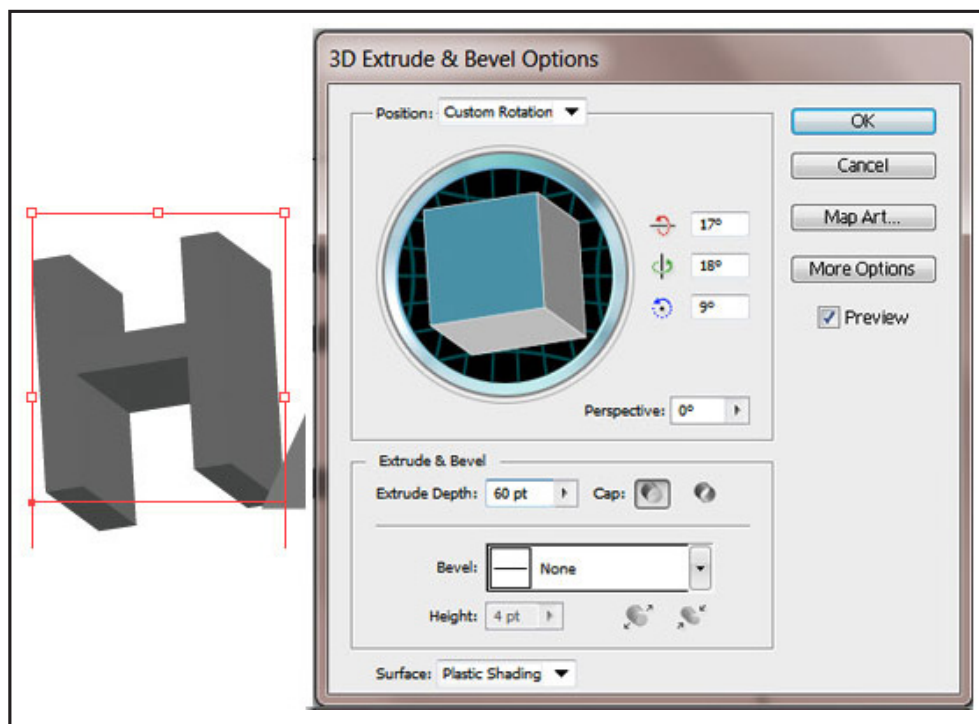 H
3D Extrude & Bevel Options
Position: Custom Rotation
OK
Cancel
Map Art...
More Options
Preview
17°
18°
9°
Perspective: 0°
Extrude & Bevel
Extrude Depth: 60 pt Cap:
Bevel: None
Height: 4 pt
Surface: Plastic Shading